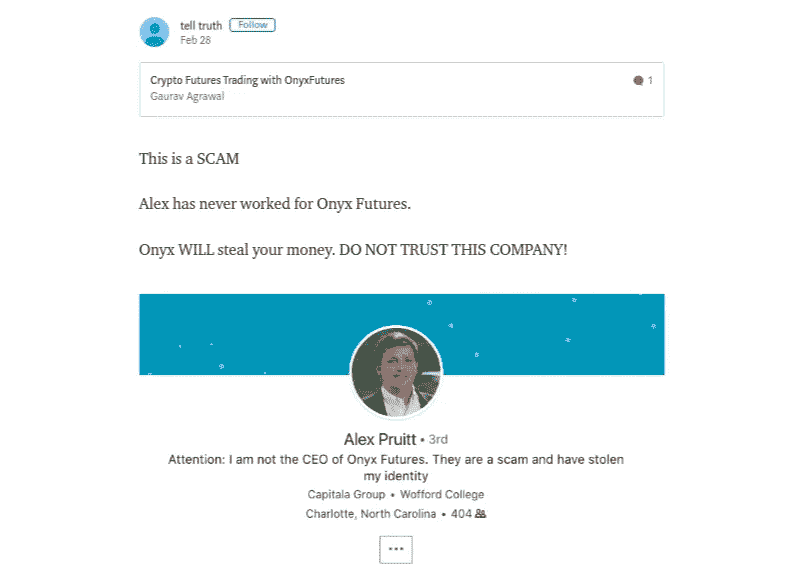 tell truth Follow
Feb 28
Crypto Futures Trading with OnyxFutures 1
Gaurav Agrawal
This is a SCAM
Alex has never worked for Onyx Futures.
Onyx WILL steal your money. DO NOT TRUST THIS COMPANY!
Alex Pruitt • 3rd
Attention: I am not the CEO of Onyx Futures. They are a scam and have stolen
my identity
Capitala Group • Wofford College
Charlotte, North Carolina • 404